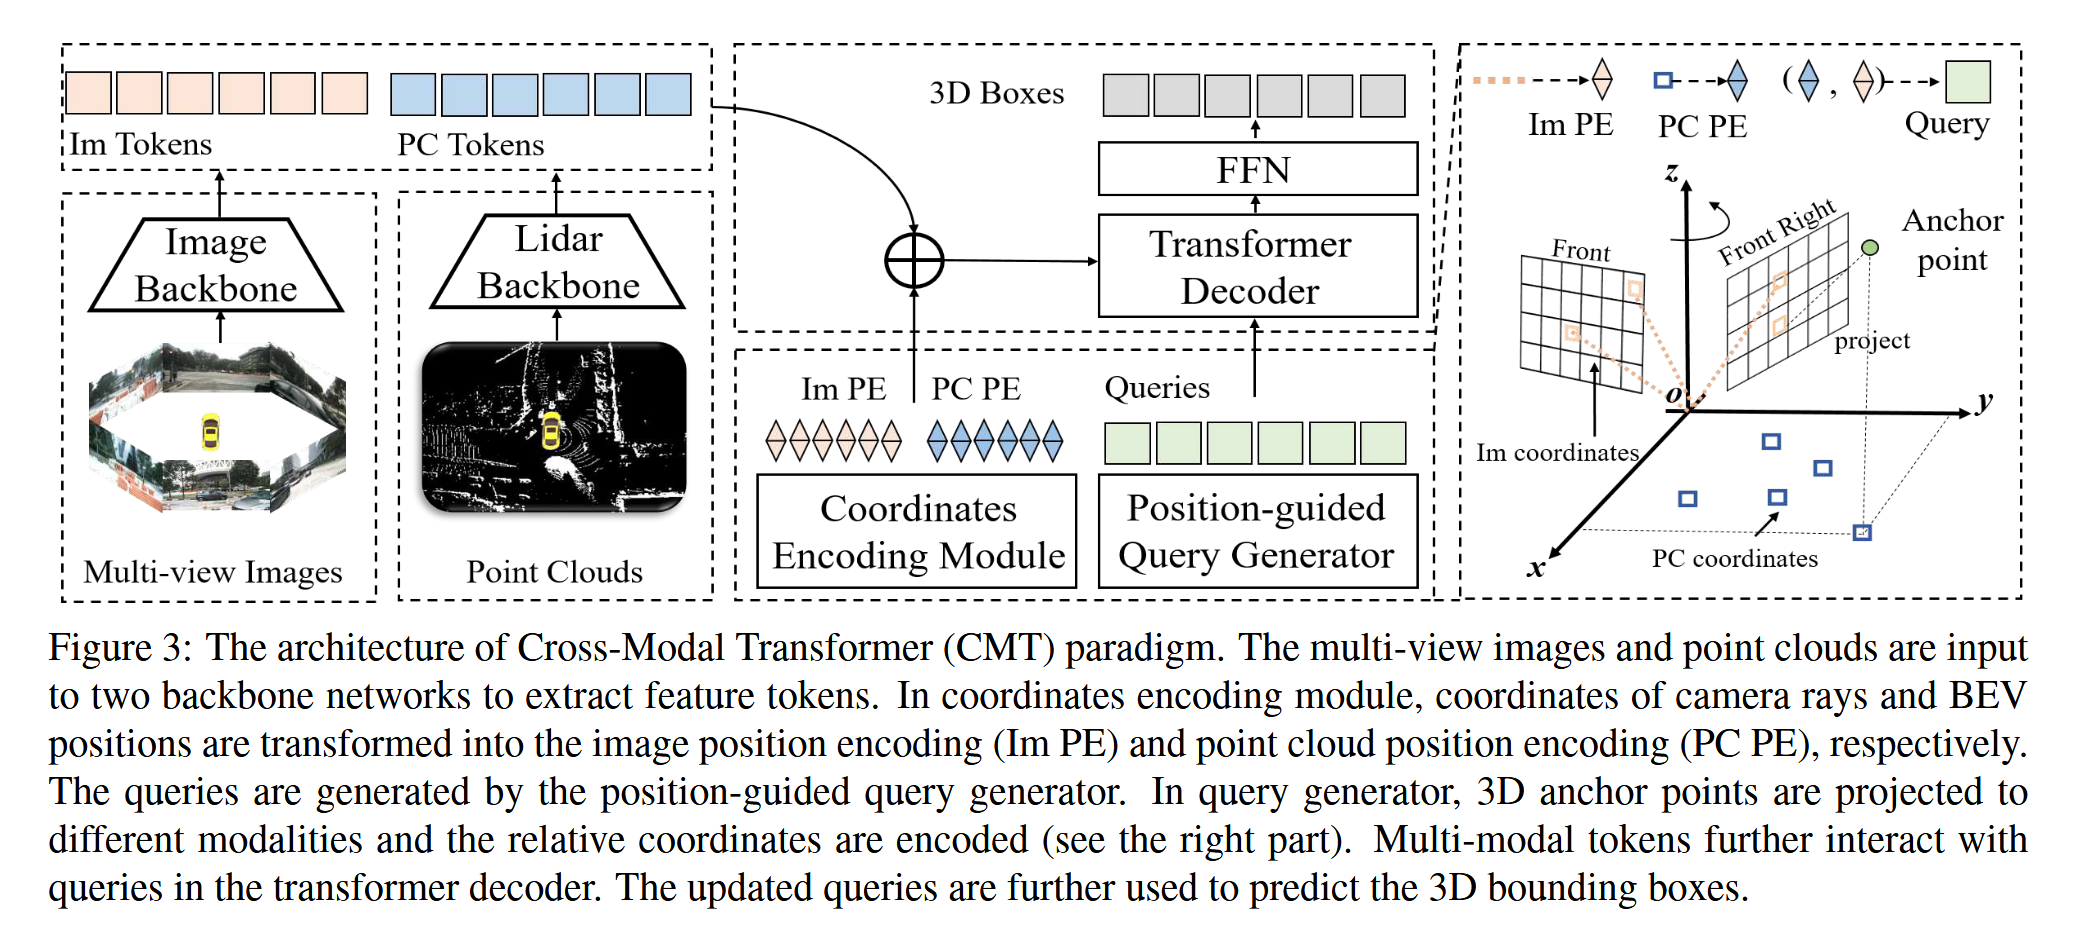 Im Tokens
PC Tokens
Image
Backbone
Multi-view Images
Lidar
Backbone
Point Clouds
3D Boxes
FFN
Transformer
Decoder
Im PE
PC PE
Queries
Coordinates
Encoding Module
Position-guided
Query Generator
Im PE
PC PE
( , )
Query
z
Front
Front Right
Anchor
point
project
o
y
Im coordinates
PC coordinates
x
Figure 3: The architecture of Cross-Modal Transformer (CMT) paradigm. The multi-view images and point clouds are input
to two backbone networks to extract feature tokens. In coordinates encoding module, coordinates of camera rays and BEV
positions are transformed into the image position encoding (Im PE) and point cloud position encoding (PC PE), respectively.
The queries are generated by the position-guided query generator. In query generator, 3D anchor points are projected to
different modalities and the relative coordinates are encoded (see the right part). Multi-modal tokens further interact with
queries in the transformer decoder. The updated queries are further used to predict the 3D bounding boxes.